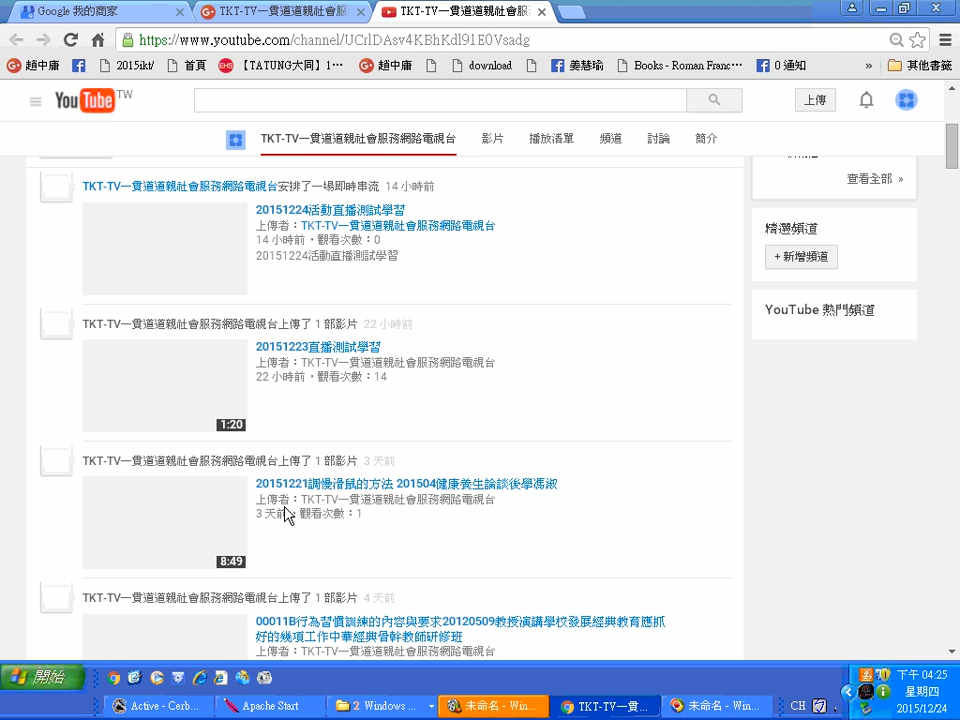 Google 我的商家
TKT-TV一貫道道親社會服
TKT-TV一貫道道親社會服
https://www.youtube.com/channel/UCrIDAsv4KBhKdl91E0Vsadg
趙中庸
2015ikt/
首頁
【TATUNG大同】1…
趙中庸
download
姜慧瑜
Books - Roman Franc…
0 通知
»
其他書籤
YouTube TW
上傳
TKT-TV一貫道道親社會服務網路電視台
影片
播放清單
頻道
討論
簡介
TKT-TV一貫道道親社會服務網路電視台安排了一場即時串流 14 小時前
20151224活動直播測試學習
上傳者：TKT-TV一貫道道親社會服務網路電視台
14 小時前・觀看次數：0
20151224活動直播測試學習
查看全部 »
精選頻道
+ 新增頻道
YouTube 熱門頻道
TKT-TV一貫道道親社會服務網路電視台上傳了 1 部影片 22 小時前
20151223直播測試學習
上傳者：TKT-TV一貫道道親社會服務網路電視台
22 小時前・觀看次數：14
1:20
TKT-TV一貫道道親社會服務網路電視台上傳了 1 部影片 3 天前
20151221調慢滑鼠的方法 201504健康養生論談後學馮淑
上傳者：TKT-TV一貫道道親社會服務網路電視台
3 天前・觀看次數：1
8:49
TKT-TV一貫道道親社會服務網路電視台上傳了 1 部影片 4 天前
00011B行為習慣訓練的內容與要求20120509教授演講學校發展經典教育應抓
好的幾項工作中華經典骨幹教師研修班
上傳者：TKT-TV一貫道道親社會服務網路電視台
開始
下午 04:25
星期四
2015/12/24
Active - Cerb...
Apache Start
2 Windows ...
未命名 - Win...
TKT-TV一貫...
未命名 - Win...
CH